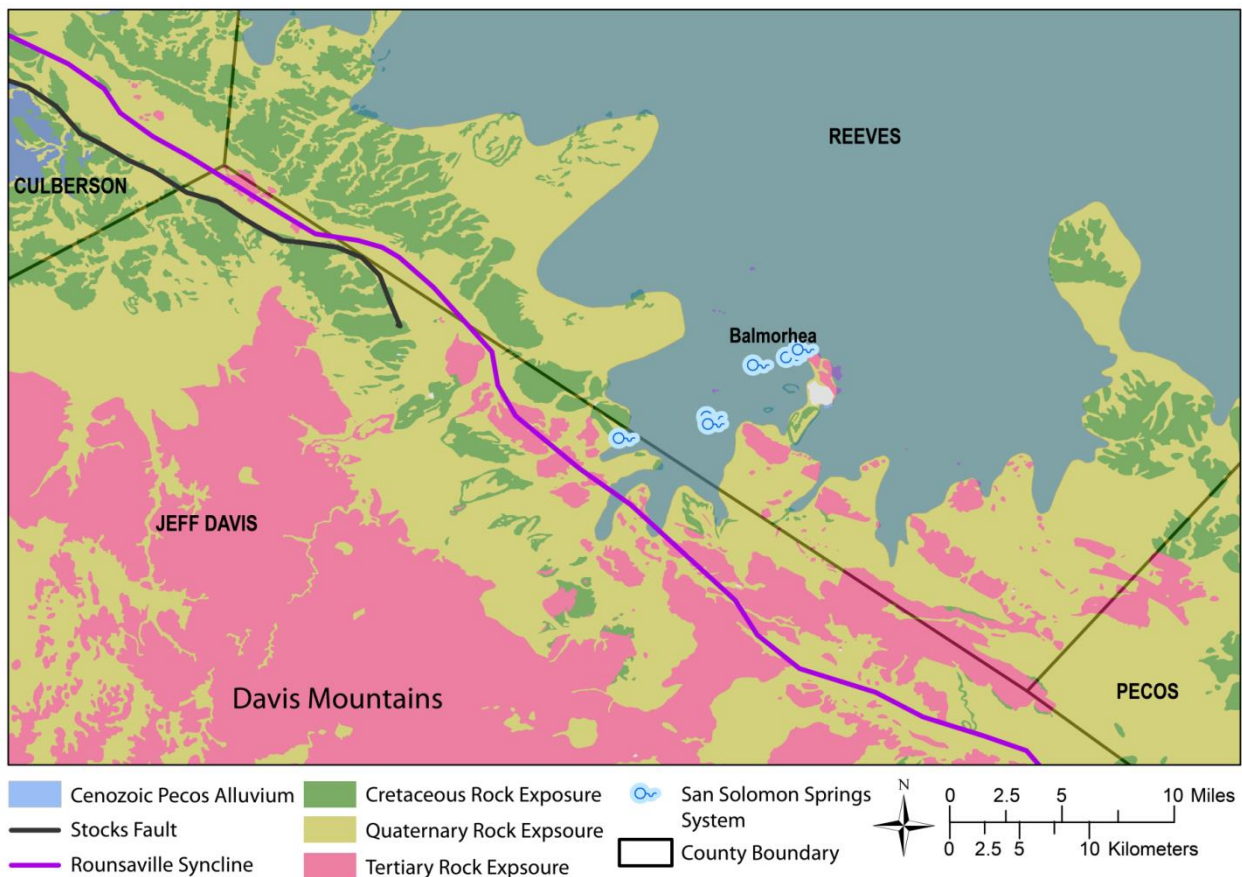 REEVES
CULBERSON
Balmorhea
JEFF DAVIS
Davis Mountains
PECOS
Cenozoic Pecos Alluvium
Stocks Fault
Rounsaville Syncline
Cretaceous Rock Exposure
Quaternary Rock Expsoure
Tertiary Rock Expsoure
San Solomon Springs
System
County Boundary
N
0 2.5 5 10 Miles
0 2.5 5 10 Kilometers